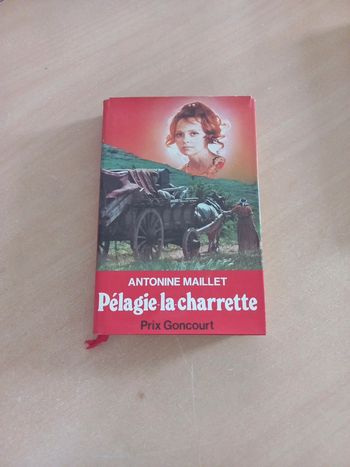 ANTONINE MAILLET
Pélagie-la-charrette
Prix Goncourt